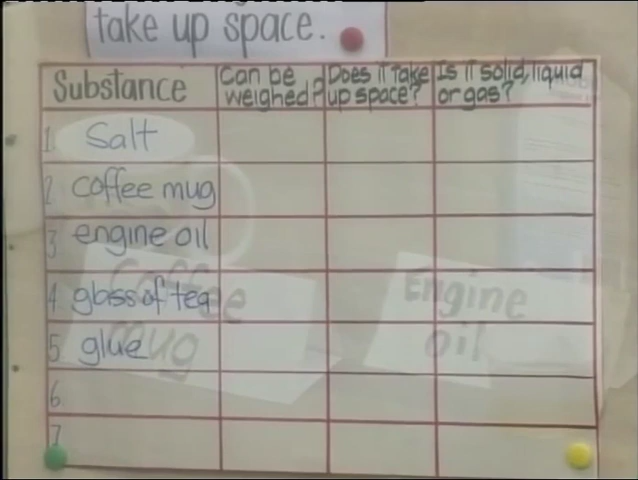 take up space.
Substance
Can be weighed?
Does it take up space?
Is it solid, liquid or gas?
1. Salt
2 coffee mug
3 engine oil
4. glass of tea
5 glue
6.
7
Coffee mug
Engine oil